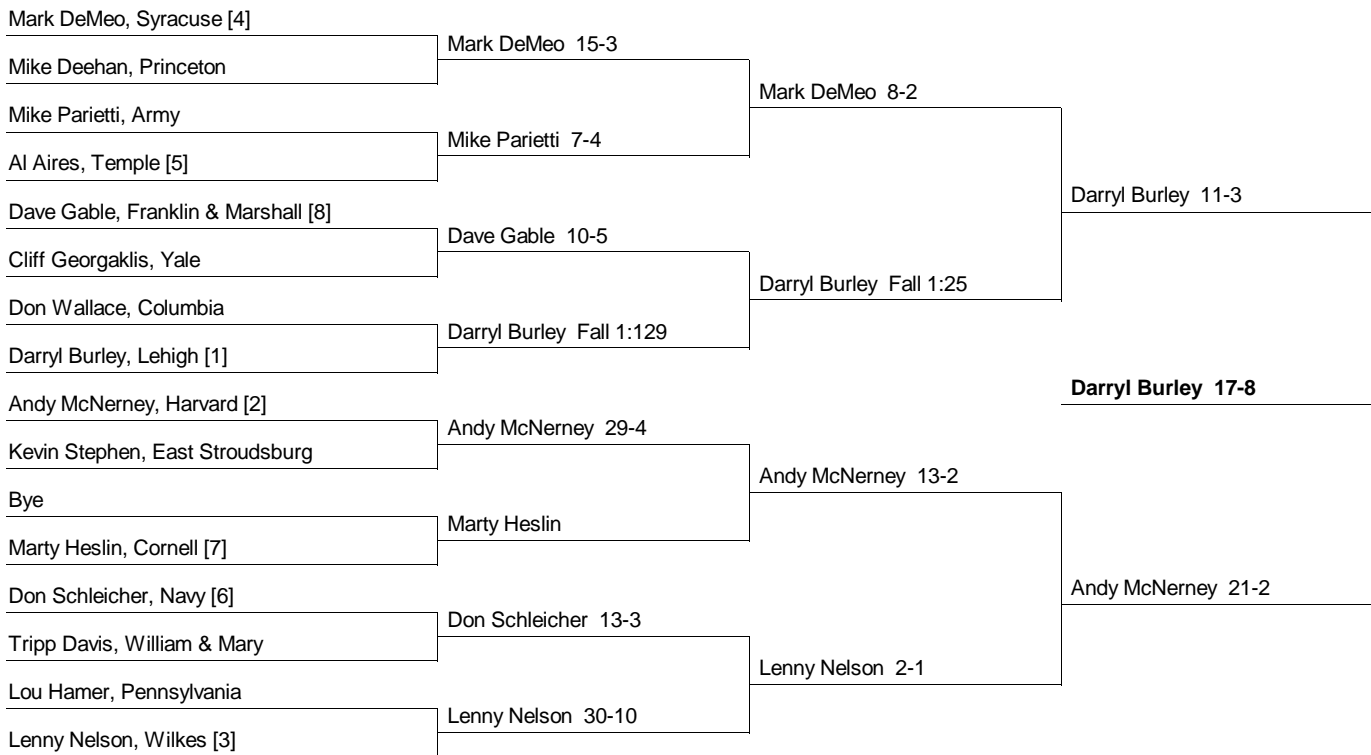 Mark DeMeo, Syracuse [4]
Mark DeMeo 15-3
Mike Deehan, Princeton
Mark DeMeo 8-2
Mike Parietti, Army
Mike Parietti 7-4
Al Aires, Temple [5]
Darryl Burley 11-3
Dave Gable, Franklin & Marshall [8]
Dave Gable 10-5
Cliff Georgaklis, Yale
Darryl Burley Fall 1:25
Don Wallace, Columbia
Darryl Burley Fall 1:129
Darryl Burley, Lehigh [1]
Darryl Burley 17-8
Andy McNerney, Harvard [2]
Andy McNerney 29-4
Kevin Stephen, East Stroudsburg
Andy McNerney 13-2
Bye
Marty Heslin
Marty Heslin, Cornell [7]
Andy McNerney 21-2
Don Schleicher, Navy [6]
Don Schleicher 13-3
Tripp Davis, William & Mary
Lenny Nelson 2-1
Lou Hamer, Pennsylvania
Lenny Nelson 30-10
Lenny Nelson, Wilkes [3]